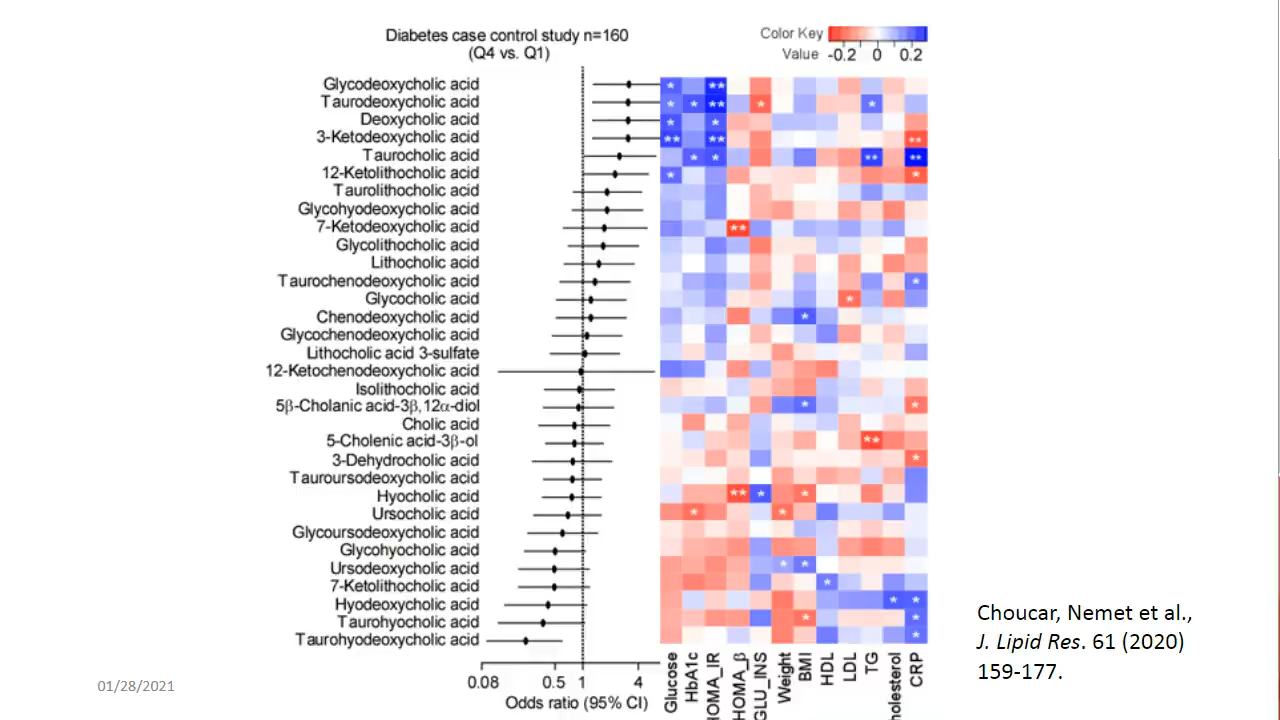 Diabetes case control study n=160
(Q4 vs. Q1)
Color Key
Value -0.2 0 0.2
Glycodeoxycholic acid
Taurodeoxycholic acid
Deoxycholic acid
3-Ketodeoxycholic acid
Taurocholic acid
12-Ketolithocholic acid
Taurolithocholic acid
Glycohyodeoxycholic acid
7-Ketodeoxycholic acid
Glycolithocholic acid
Lithocholic acid
Taurochenodeoxycholic acid
Glycocholic acid
Chenodeoxycholic acid
Glycochenodeoxycholic acid
Lithocholic acid 3-sulfate
12-Ketochenodeoxycholic acid
Isolithocholic acid
5β-Cholanic acid-3β,12α-diol
Cholic acid
5-Cholenic acid-3β-ol
3-Dehydrocholic acid
Tauroursodeoxycholic acid
Hyocholic acid
Ursocholic acid
Glycoursodeoxycholic acid
Glycohyocholic acid
Ursodeoxycholic acid
7-Ketolithocholic acid
Hyodeoxycholic acid
Taurohyocholic acid
Taurohyodeoxycholic acid
0.08 0.5 1 4
Odds ratio (95% CI)
Glucose
HbA1c
IOMA_IR
HOMA_β
GLU_INS
Weight
BMI
HDL
LDL
TG
holesterol
CRP
Choucar, Nemet et al.,
J. Lipid Res. 61 (2020)
159-177.
01/28/2021